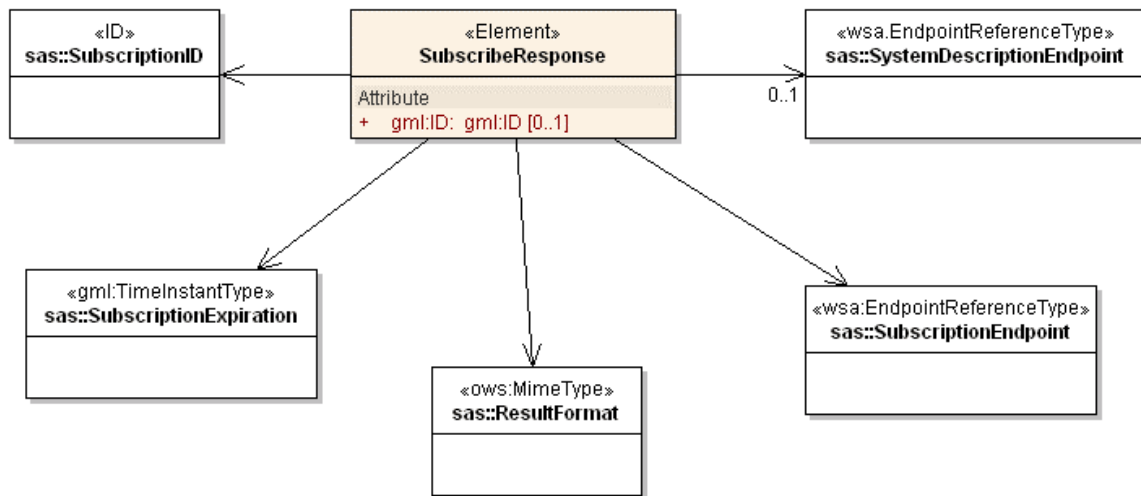 «ID»
sas::SubscriptionID
«Element»
SubscribeResponse
Attribute
+ gml:ID: gml:ID [0..1]
«wsa.EndpointReferenceType»
sas::SystemDescriptionEndpoint
0..1
«gml:TimeInstantType»
sas::SubscriptionExpiration
«ows:MimeType»
sas::ResultFormat
«wsa:EndpointReferenceType»
sas::SubscriptionEndpoint